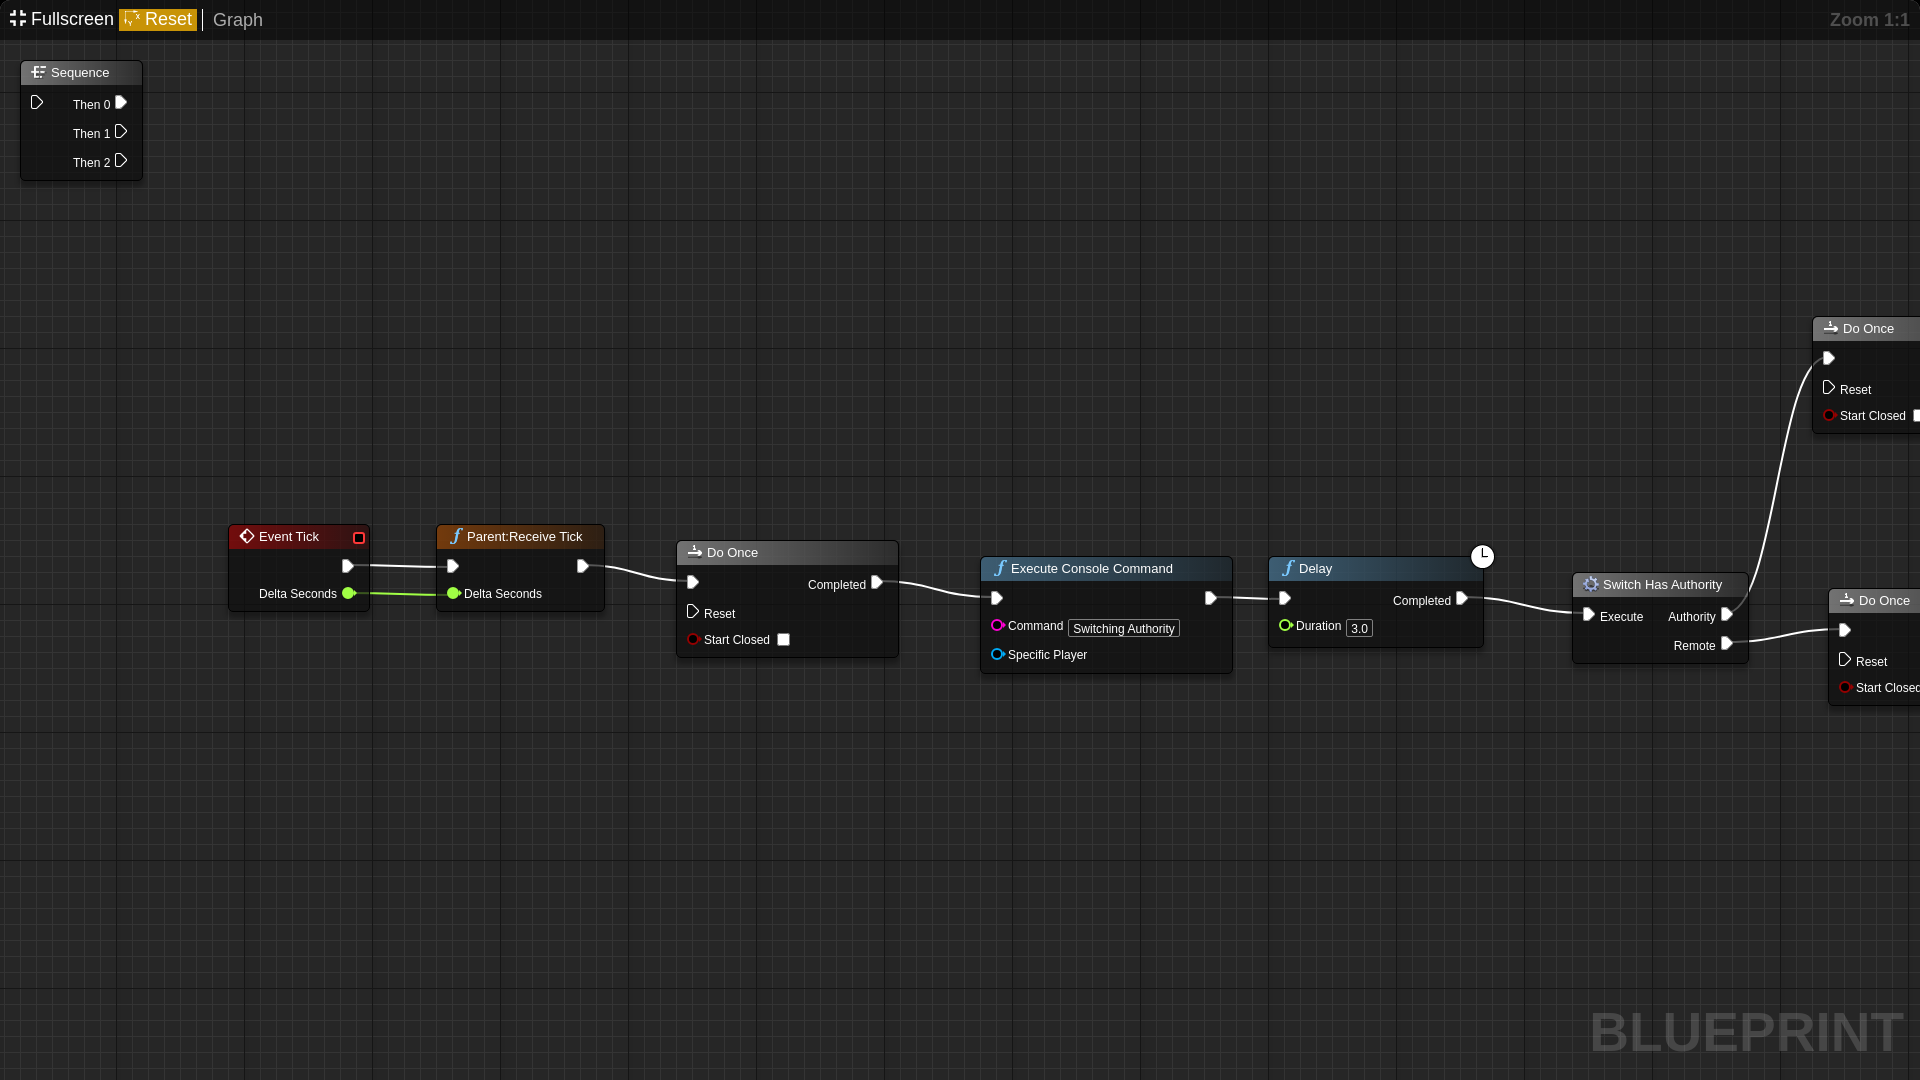 Fullscreen Reset Graph Zoom 1:1
Sequence
Then 0
Then 1
Then 2
Do Once
Reset
Start Closed
Event Tick
Delta Seconds
Parent:Receive Tick
Delta Seconds
Do Once
Completed
Reset
Start Closed
Execute Console Command
Command Switching Authority
Specific Player
Delay
Completed
Duration 3.0
Switch Has Authority
Execute Authority
Remote
Do Once
Reset
Start Closed
BLUEPRINT